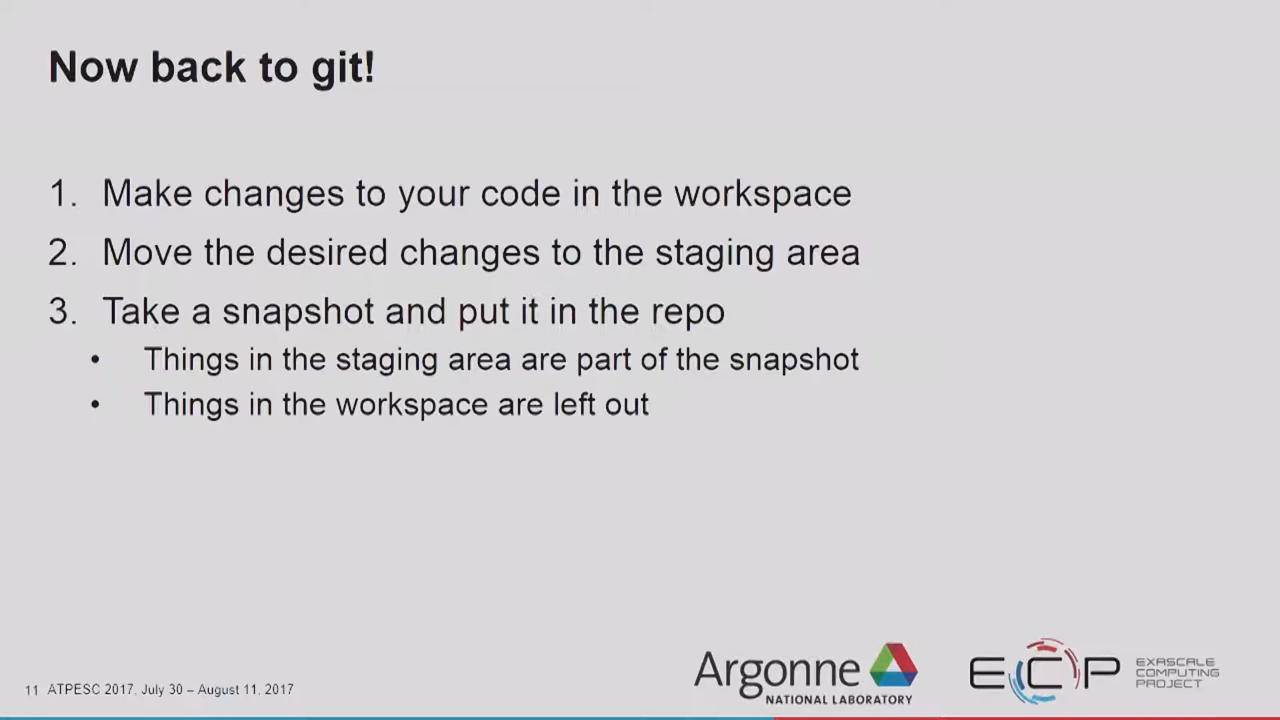 Now back to git!
1. Make changes to your code in the workspace
2. Move the desired changes to the staging area
3. Take a snapshot and put it in the repo
• Things in the staging area are part of the snapshot
• Things in the workspace are left out
11 ATPESC 2017, July 30 – August 11, 2017
Argonne
NATIONAL LABORATORY
ECP
EXASCALE
COMPUTING
PROJECT